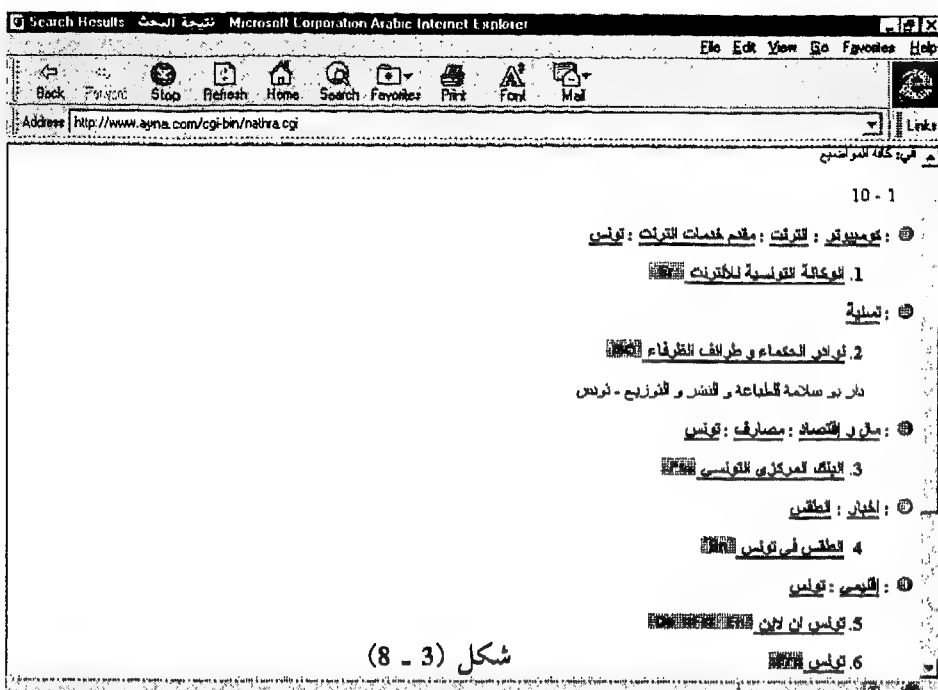 Search Results نتيجة البحث Microsoft Corporation Arabic Internet Explorer
File Edit View Go Favorites Help
Back Forward Stop Refresh Home Search Favorites Print Font Mail
Address http://www.ayna.com/cgi-bin/nathra.cgi Links
في: كافة المواضيع
1 - 10
: كومبيوتر : انترنت : مقدم خدمات انترنت : تونس
1. الوكالة التونسية للأنترنت
: تسلية
2. نوادر الحكماء و طرائف الظرفاء
دار بو سلامة للطباعة و النشر و التوزيع - تونس
: مال و إقتصاد : مصارف : تونس
3. البنك المركزي التونسي
: اخبار : الطقس
4 الطقس في تونس
: إقليمي : تونس
5. تونس ان لاين
6. تونس
شكل (3 ـ 8)